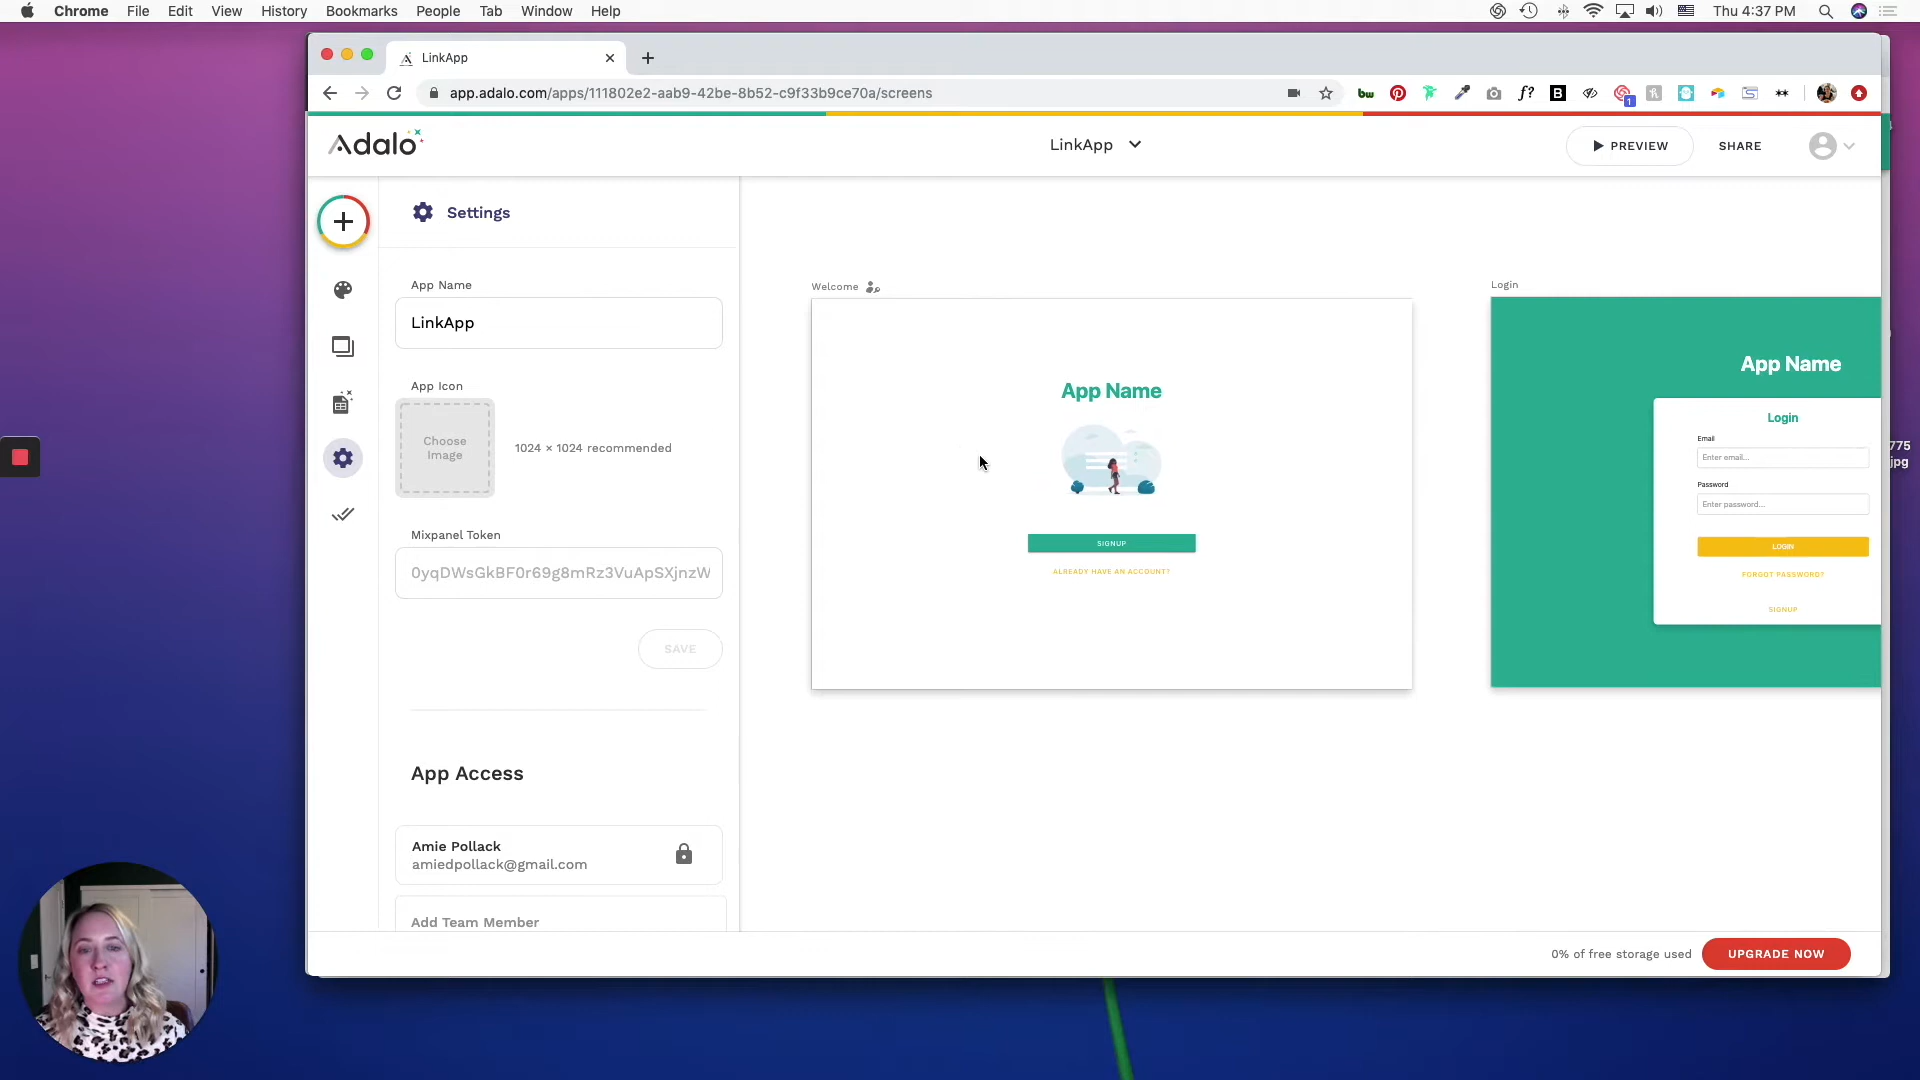 Chrome File Edit View History Bookmarks People Tab Window Help
Thu 4:37 PM
LinkApp
app.adalo.com/apps/111802e2-aab9-42be-8b52-c9f33b9ce70a/screens
bw
f?
B
1
Adalo
LinkApp
PREVIEW
SHARE
Settings
App Name
LinkApp
App Icon
Choose
Image
1024 × 1024 recommended
Mixpanel Token
0yqDWsGkBF0r69g8mRz3VuApSXjnzW
SAVE
App Access
Amie Pollack
amiedpollack@gmail.com
Add Team Member
Welcome
App Name
SIGNUP
ALREADY HAVE AN ACCOUNT?
Login
App Name
Login
Email
Enter email...
Password
Enter password...
LOGIN
FORGOT PASSWORD?
SIGNUP
775
jpg
0% of free storage used
UPGRADE NOW